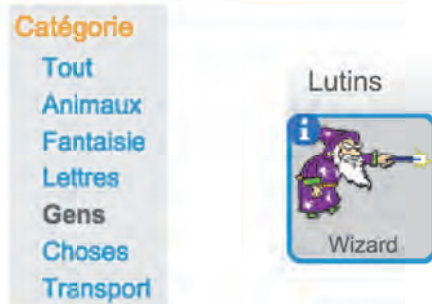 Catégorie
Tout
Animaux
Fantaisie
Lettres
Gens
Choses
Transport
Lutins
i
Wizard